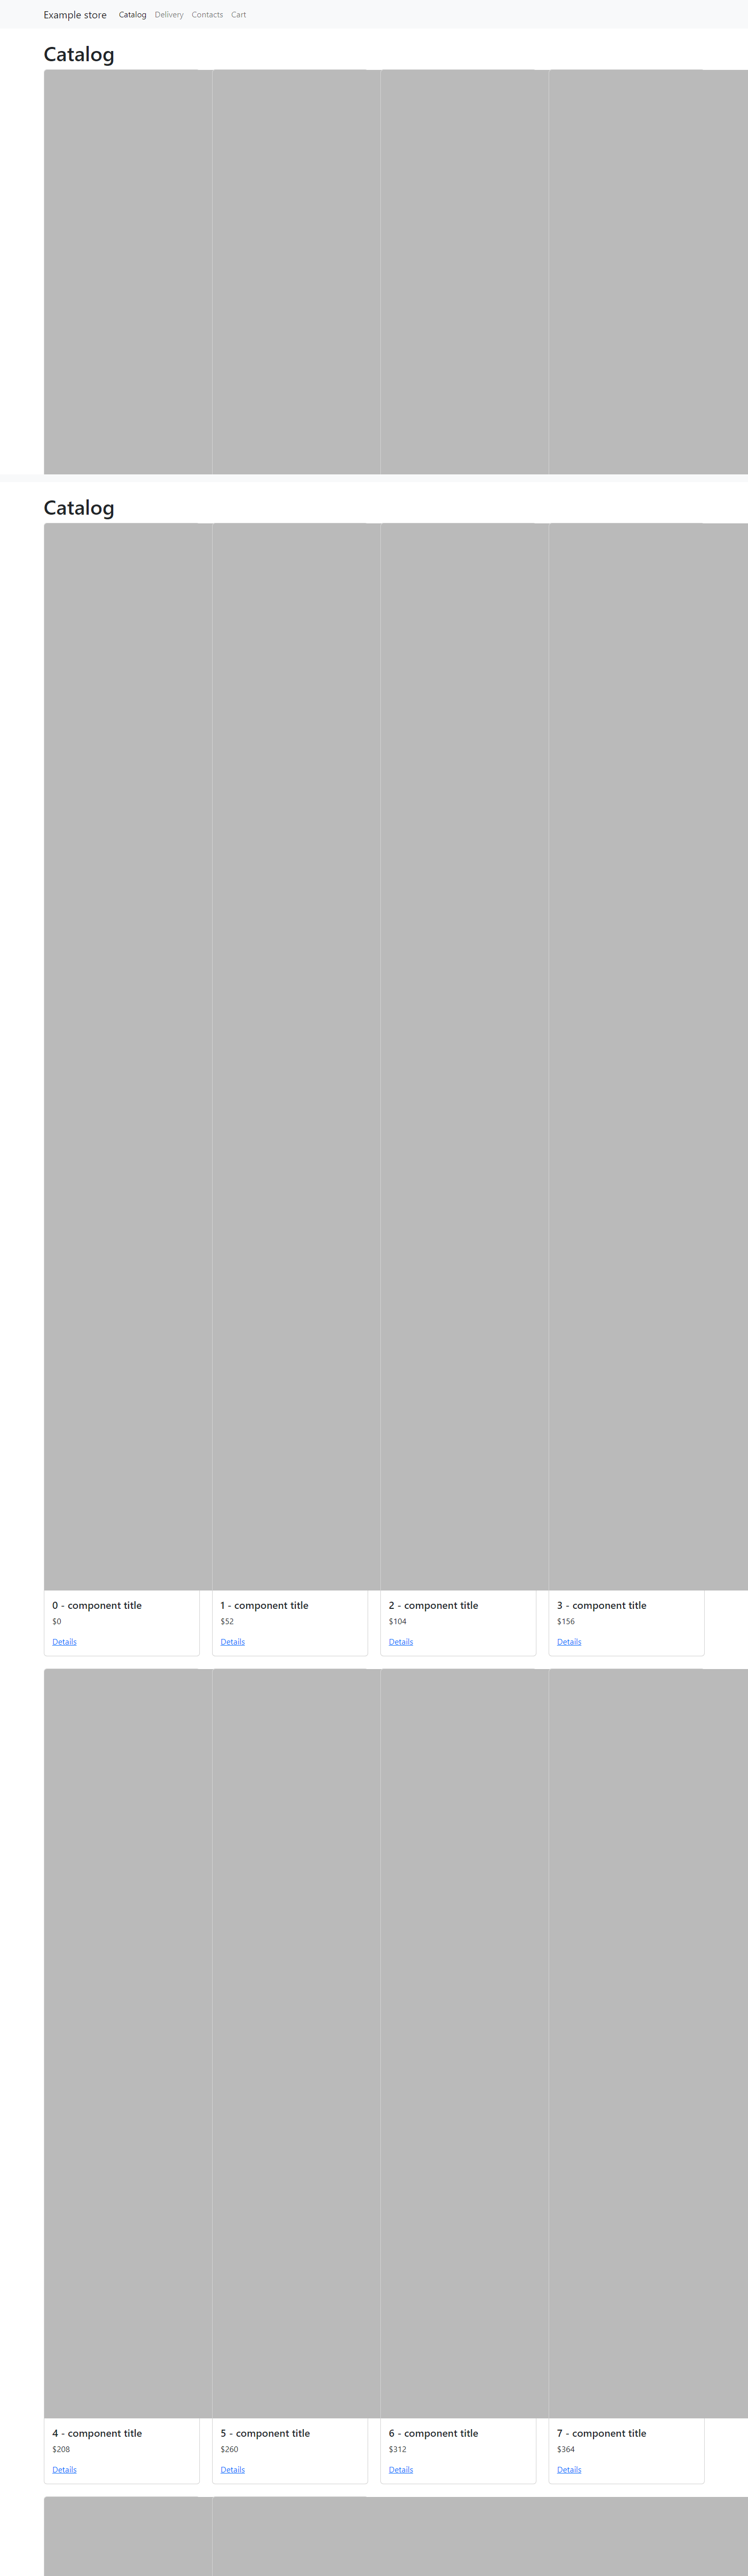 Example store Catalog Delivery Contacts Cart
Catalog
Catalog
0 - component title 1 - component title 2 - component title 3 - component title
$0 $52 $104 $156
Details Details Details Details
4 - component title 5 - component title 6 - component title 7 - component title
$208 $260 $312 $364
Details Details Details Details